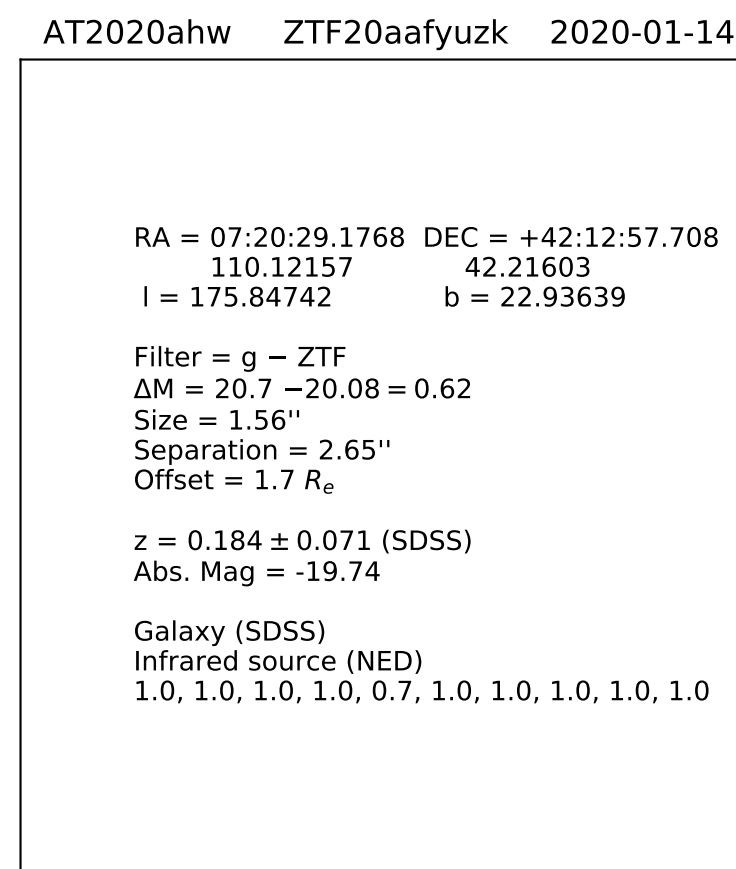 AT2020ahw ZTF20aafyuzk 2020-01-14
RA = 07:20:29.1768 DEC = +42:12:57.708
110.12157 42.21603
l = 175.84742 b = 22.93639
Filter = g − ZTF
ΔM = 20.7 −20.08 = 0.62
Size = 1.56''
Separation = 2.65''
Offset = 1.7 Re
z = 0.184 ± 0.071 (SDSS)
Abs. Mag = -19.74
Galaxy (SDSS)
Infrared source (NED)
1.0, 1.0, 1.0, 1.0, 0.7, 1.0, 1.0, 1.0, 1.0, 1.0